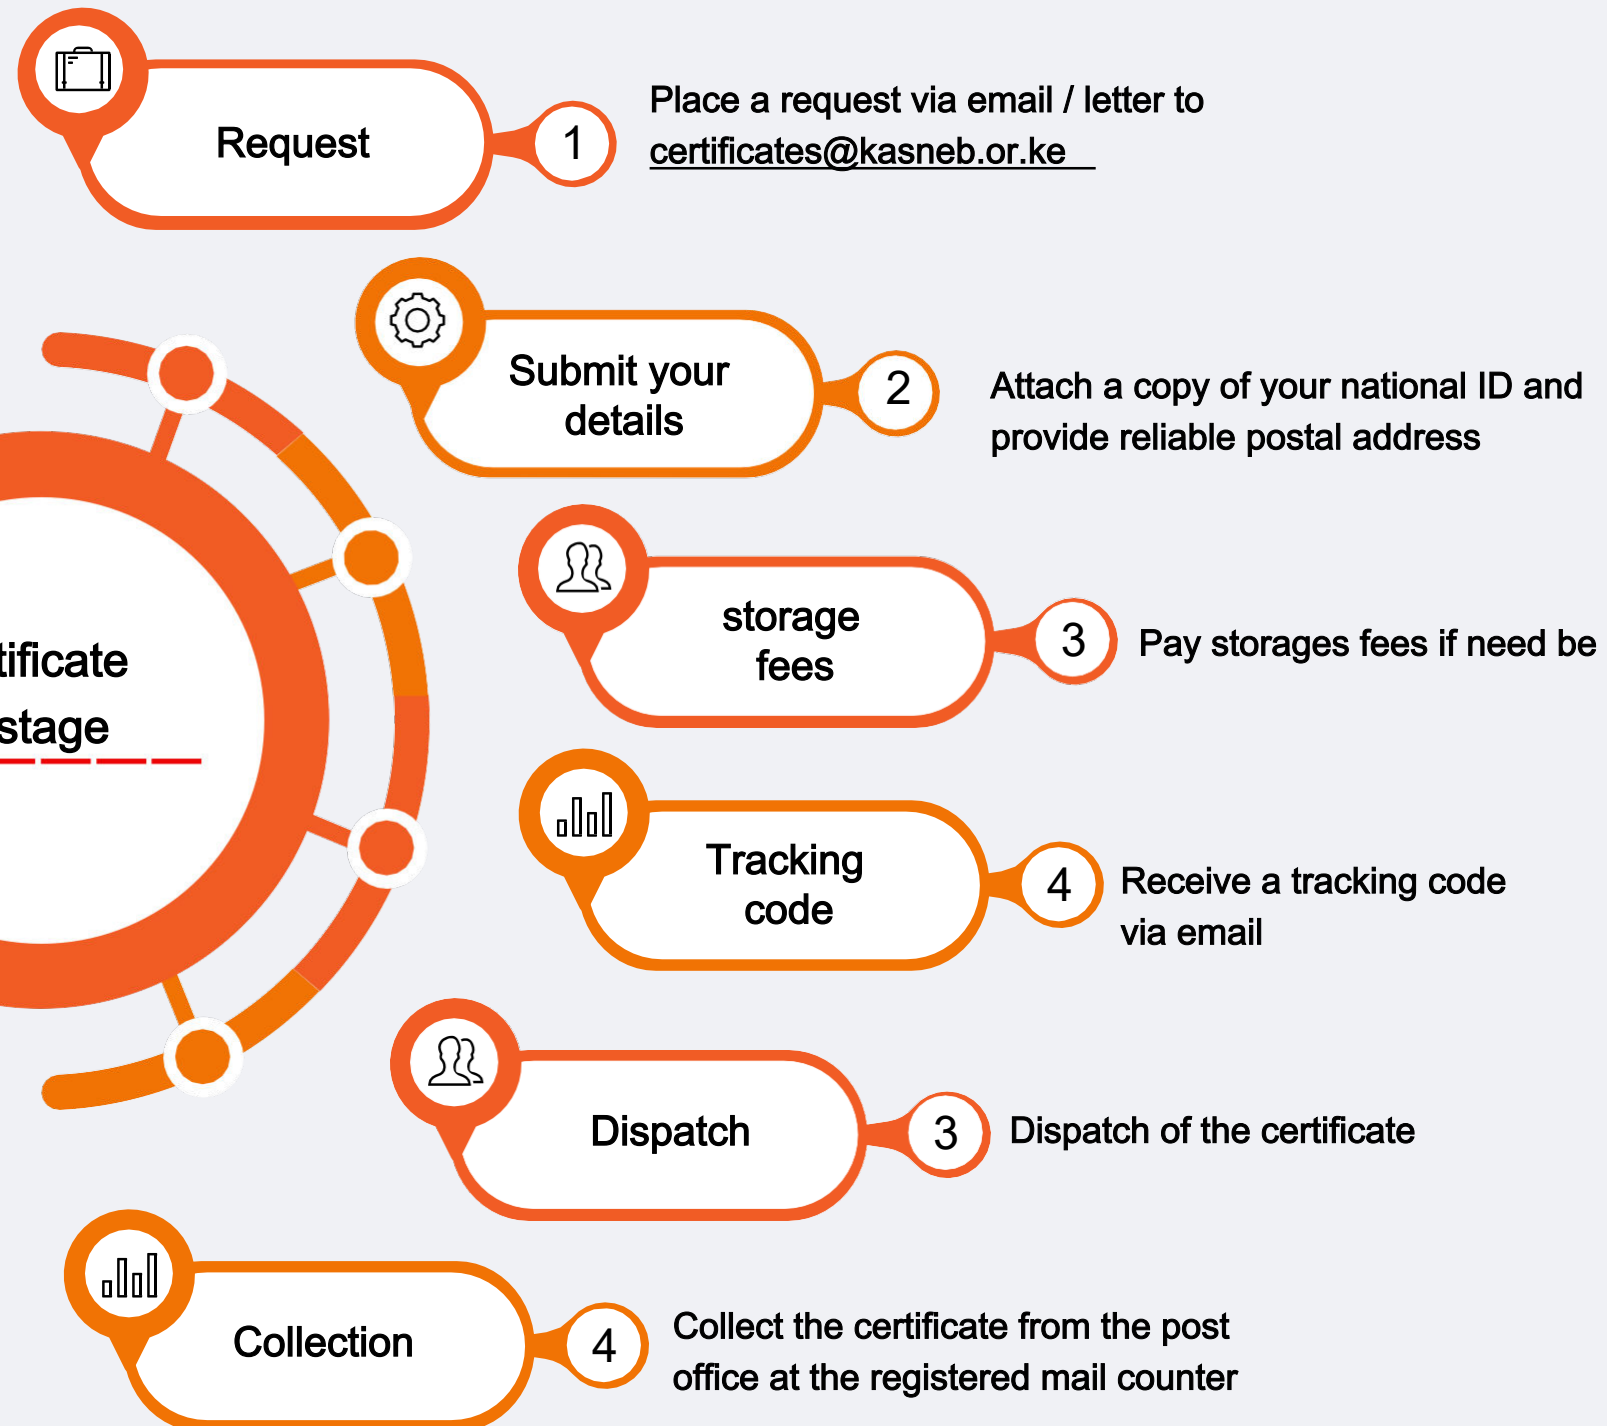 Request
1
Place a request via email / letter to
certificates@kasneb.or.ke
Submit your
details
2
Attach a copy of your national ID and
provide reliable postal address
storage
fees
3
Pay storages fees if need be
tificate
stage
Tracking
code
4
Receive a tracking code
via email
Dispatch
3
Dispatch of the certificate
Collection
4
Collect the certificate from the post
office at the registered mail counter